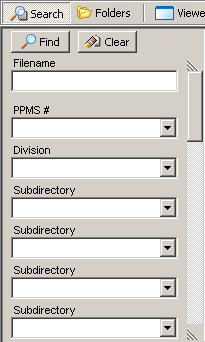 Search Folders Viewe
Find Clear
Filename
PPMS #
Division
Subdirectory
Subdirectory
Subdirectory
Subdirectory